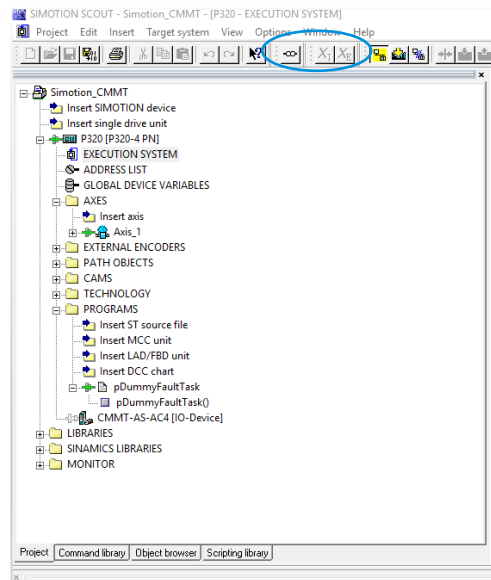 SIMOTION SCOUT - Simotion_CMMT - [P320 - EXECUTION SYSTEM]
Project Edit Insert Target system View Options Window Help
Simotion_CMMT
Insert SIMOTION device
Insert single drive unit
P320 [P320-4 PN]
EXECUTION SYSTEM
ADDRESS LIST
GLOBAL DEVICE VARIABLES
AXES
Insert axis
Axis_1
EXTERNAL ENCODERS
PATH OBJECTS
CAMS
TECHNOLOGY
PROGRAMS
Insert ST source file
Insert MCC unit
Insert LAD/FBD unit
Insert DCC chart
pDummyFaultTask
pDummyFaultTask()
CMMT-AS-AC4 [IO-Device]
LIBRARIES
SINAMICS LIBRARIES
MONITOR
Project Command library Object browser Scripting library